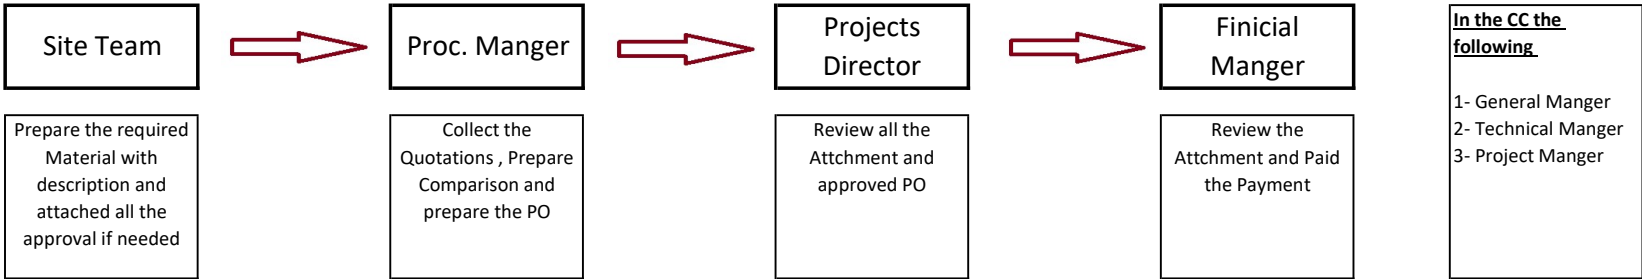 Site Team
Proc. Manger
Projects
Director
Finicial
Manger
Prepare the required
Material with
description and
attached all the
approval if needed
Collect the
Quotations , Prepare
Comparison and
prepare the PO
Review all the
Attchment and
approved PO
Review the
Attchment and Paid
the Payment
In the CC the
following
1- General Manger
2- Technical Manger
3- Project Manger